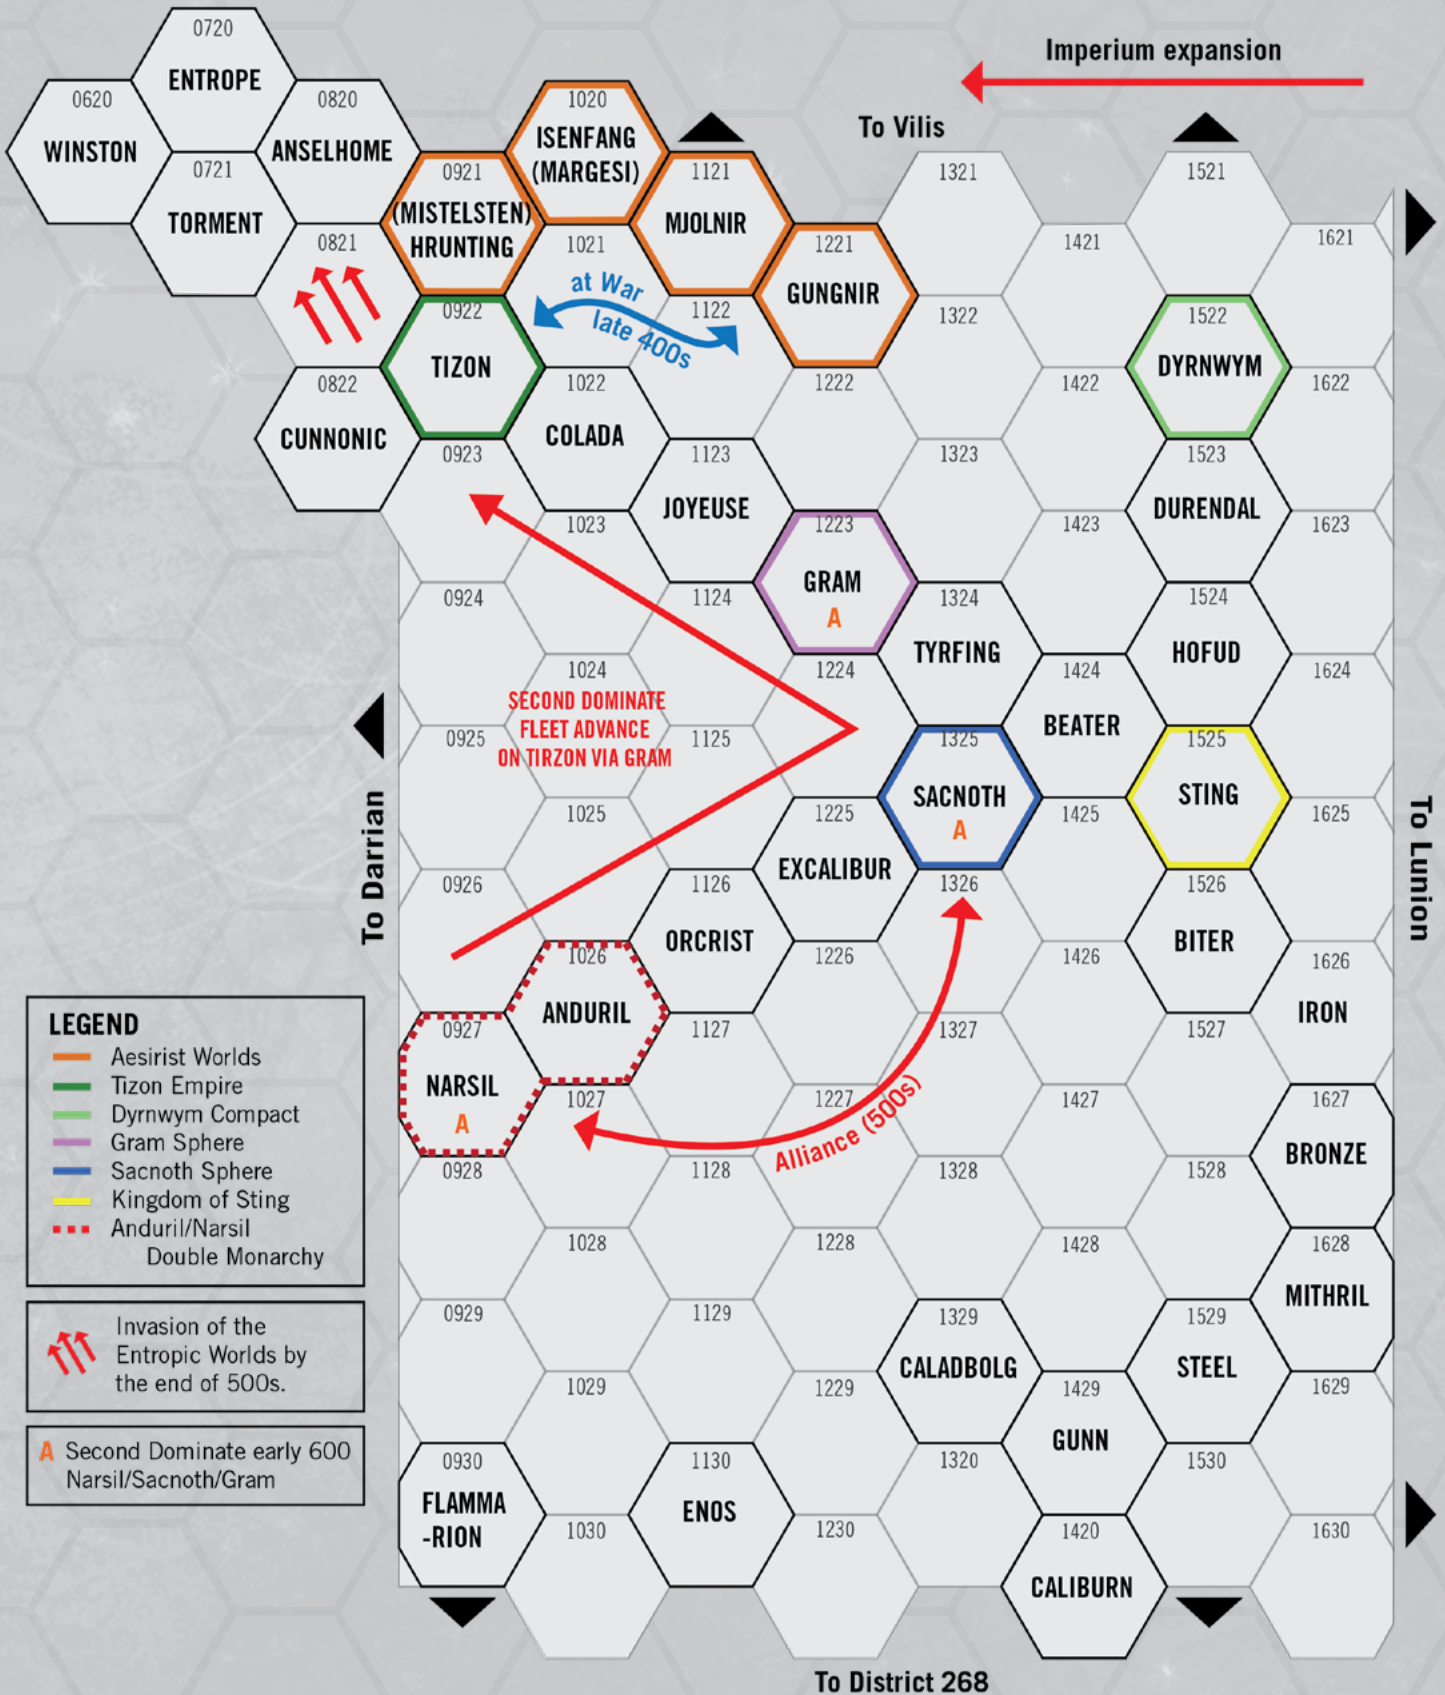 Imperium expansion
To Vilis
0720
ENTROPE
0620
WINSTON
0820
ANSELHOME
1020
ISENFANG
(MARGESI)
0721
TORMENT
0921
(MISTELSTEN)
HRUNTING
1121
MJOLNIR
1321
1521
0821
1021
1221
GUNGNIR
1421
1621
at War
late 400s
0922
TIZON
1122
1322
1522
DYRNWYM
0822
CUNNONIC
1022
COLADA
1222
1422
1622
0923
1123
JOYEUSE
1323
1523
DURENDAL
1023
1223
GRAM
A
1423
1623
0924
1124
1324
TYRFING
1524
HOFUD
1024
1224
1424
BEATER
1624
SECOND DOMINATE
FLEET ADVANCE
ON TIRZON VIA GRAM
0925
1125
1325
SACNOTH
A
1525
STING
1025
1225
EXCALIBUR
1425
1625
To Darrian
To Lunion
0926
1126
ORCRIST
1326
1526
BITER
1026
ANDURIL
1226
1426
1626
IRON
0927
NARSIL
A
1127
1327
1527
1027
1227
1427
1627
BRONZE
Alliance (500s)
0928
1128
1328
1528
1028
1228
1428
1628
MITHRIL
0929
1129
1329
CALADBOLG
1529
STEEL
1029
1229
1429
GUNN
1629
0930
FLAMMA
-RION
1130
ENOS
1320
1530
1030
1230
1420
CALIBURN
1630
To District 268
LEGEND
Aesirist Worlds
Tizon Empire
Dyrnwym Compact
Gram Sphere
Sacnoth Sphere
Kingdom of Sting
Anduril/Narsil
Double Monarchy
Invasion of the
Entropic Worlds by
the end of 500s.
A Second Dominate early 600
Narsil/Sacnoth/Gram